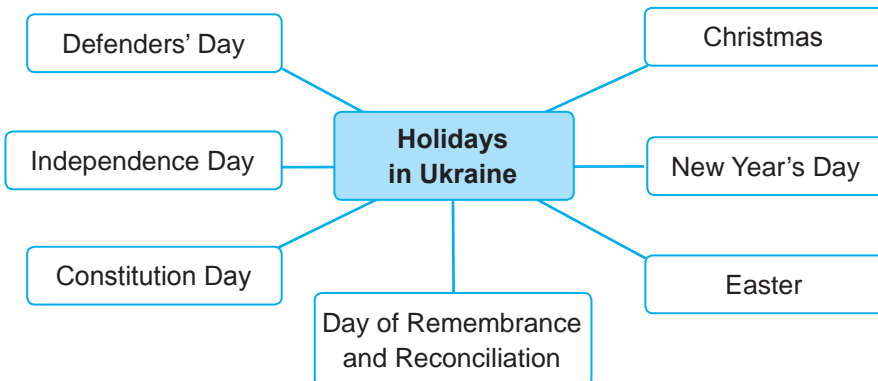 Defenders’ Day
Christmas
Holidays
in Ukraine
Independence Day
New Year’s Day
Constitution Day
Easter
Day of Remembrance
and Reconciliation